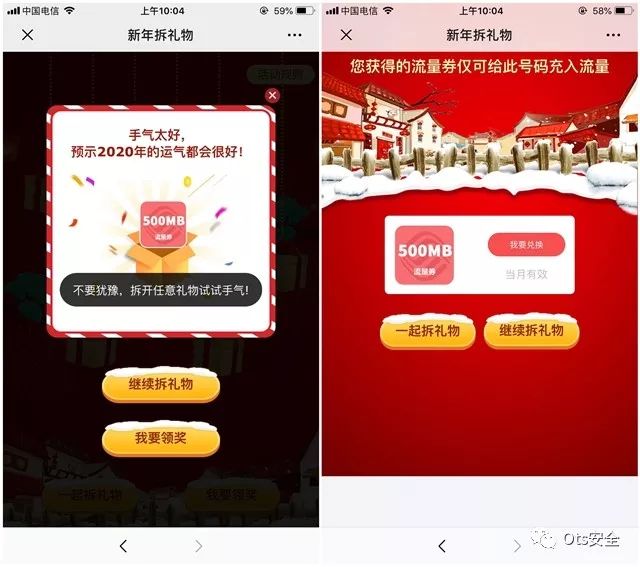 中国电信
上午10:04
59%
新年拆礼物
活动规则
手气太好，
预示2020年的运气都会很好！
500MB
流量券
不要犹豫，拆开任意礼物试试手气！
继续拆礼物
我要领奖
一起拆礼物
我要领奖
中国电信
上午10:04
58%
新年拆礼物
您获得的流量券仅可给此号码充入流量
500MB
流量券
我要兑换
当月有效
一起拆礼物
继续拆礼物
Ots安全